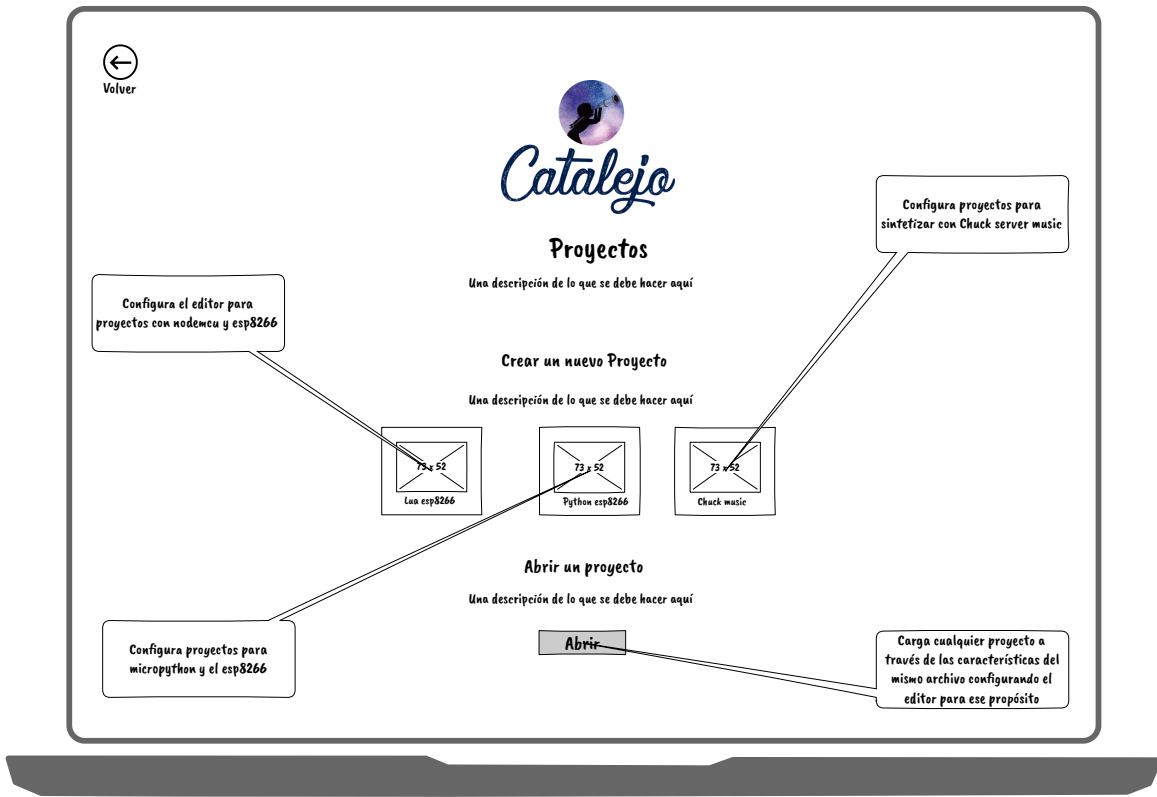 Volver
Catalejo
Configura proyectos para
sintetizar con Chuck server music
Proyectos
Una descripción de lo que se debe hacer aquí
Configura el editor para
proyectos con nodemcu y esp8266
Crear un nuevo Proyecto
Una descripción de lo que se debe hacer aquí
73 x 52
73 x 52
73 x 52
Lua esp8266
Python esp8266
Chuck music
Abrir un proyecto
Una descripción de lo que se debe hacer aquí
Abrir
Configura proyectos para
micropython y el esp8266
Carga cualquier proyecto a
través de las características del
mismo archivo configurando el
editor para ese propósito